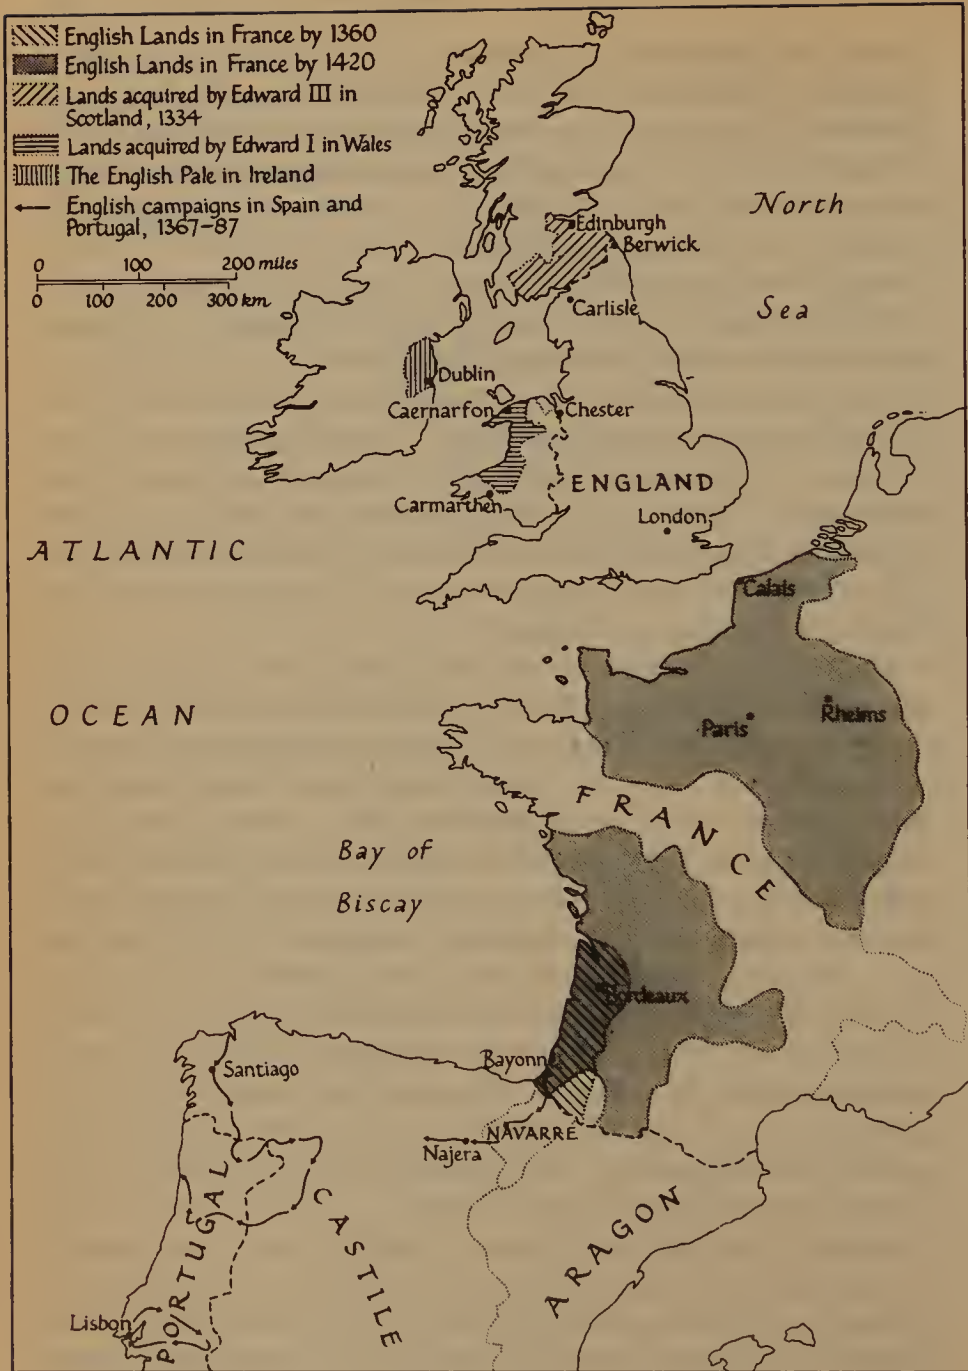 English Lands in France by 1360
English Lands in France by 1420
Lands acquired by Edward III in
Scotland, 1334
Lands acquired by Edward I in Wales
The English Pale in Ireland
English campaigns in Spain and
Portugal, 1367–87
0 100 200 miles
0 100 200 300 km
North
Sea
Edinburgh
Berwick
Carlisle
Dublin
Caernarfon
Chester
ENGLAND
Carmarthen
London
ATLANTIC
OCEAN
Calais
Paris
Rheims
FRANCE
Bay of
Biscay
Bordeaux
Bayonne
Santiago
NAVARRE
Najera
PORTUGAL
CASTILE
ARAGON
Lisbon